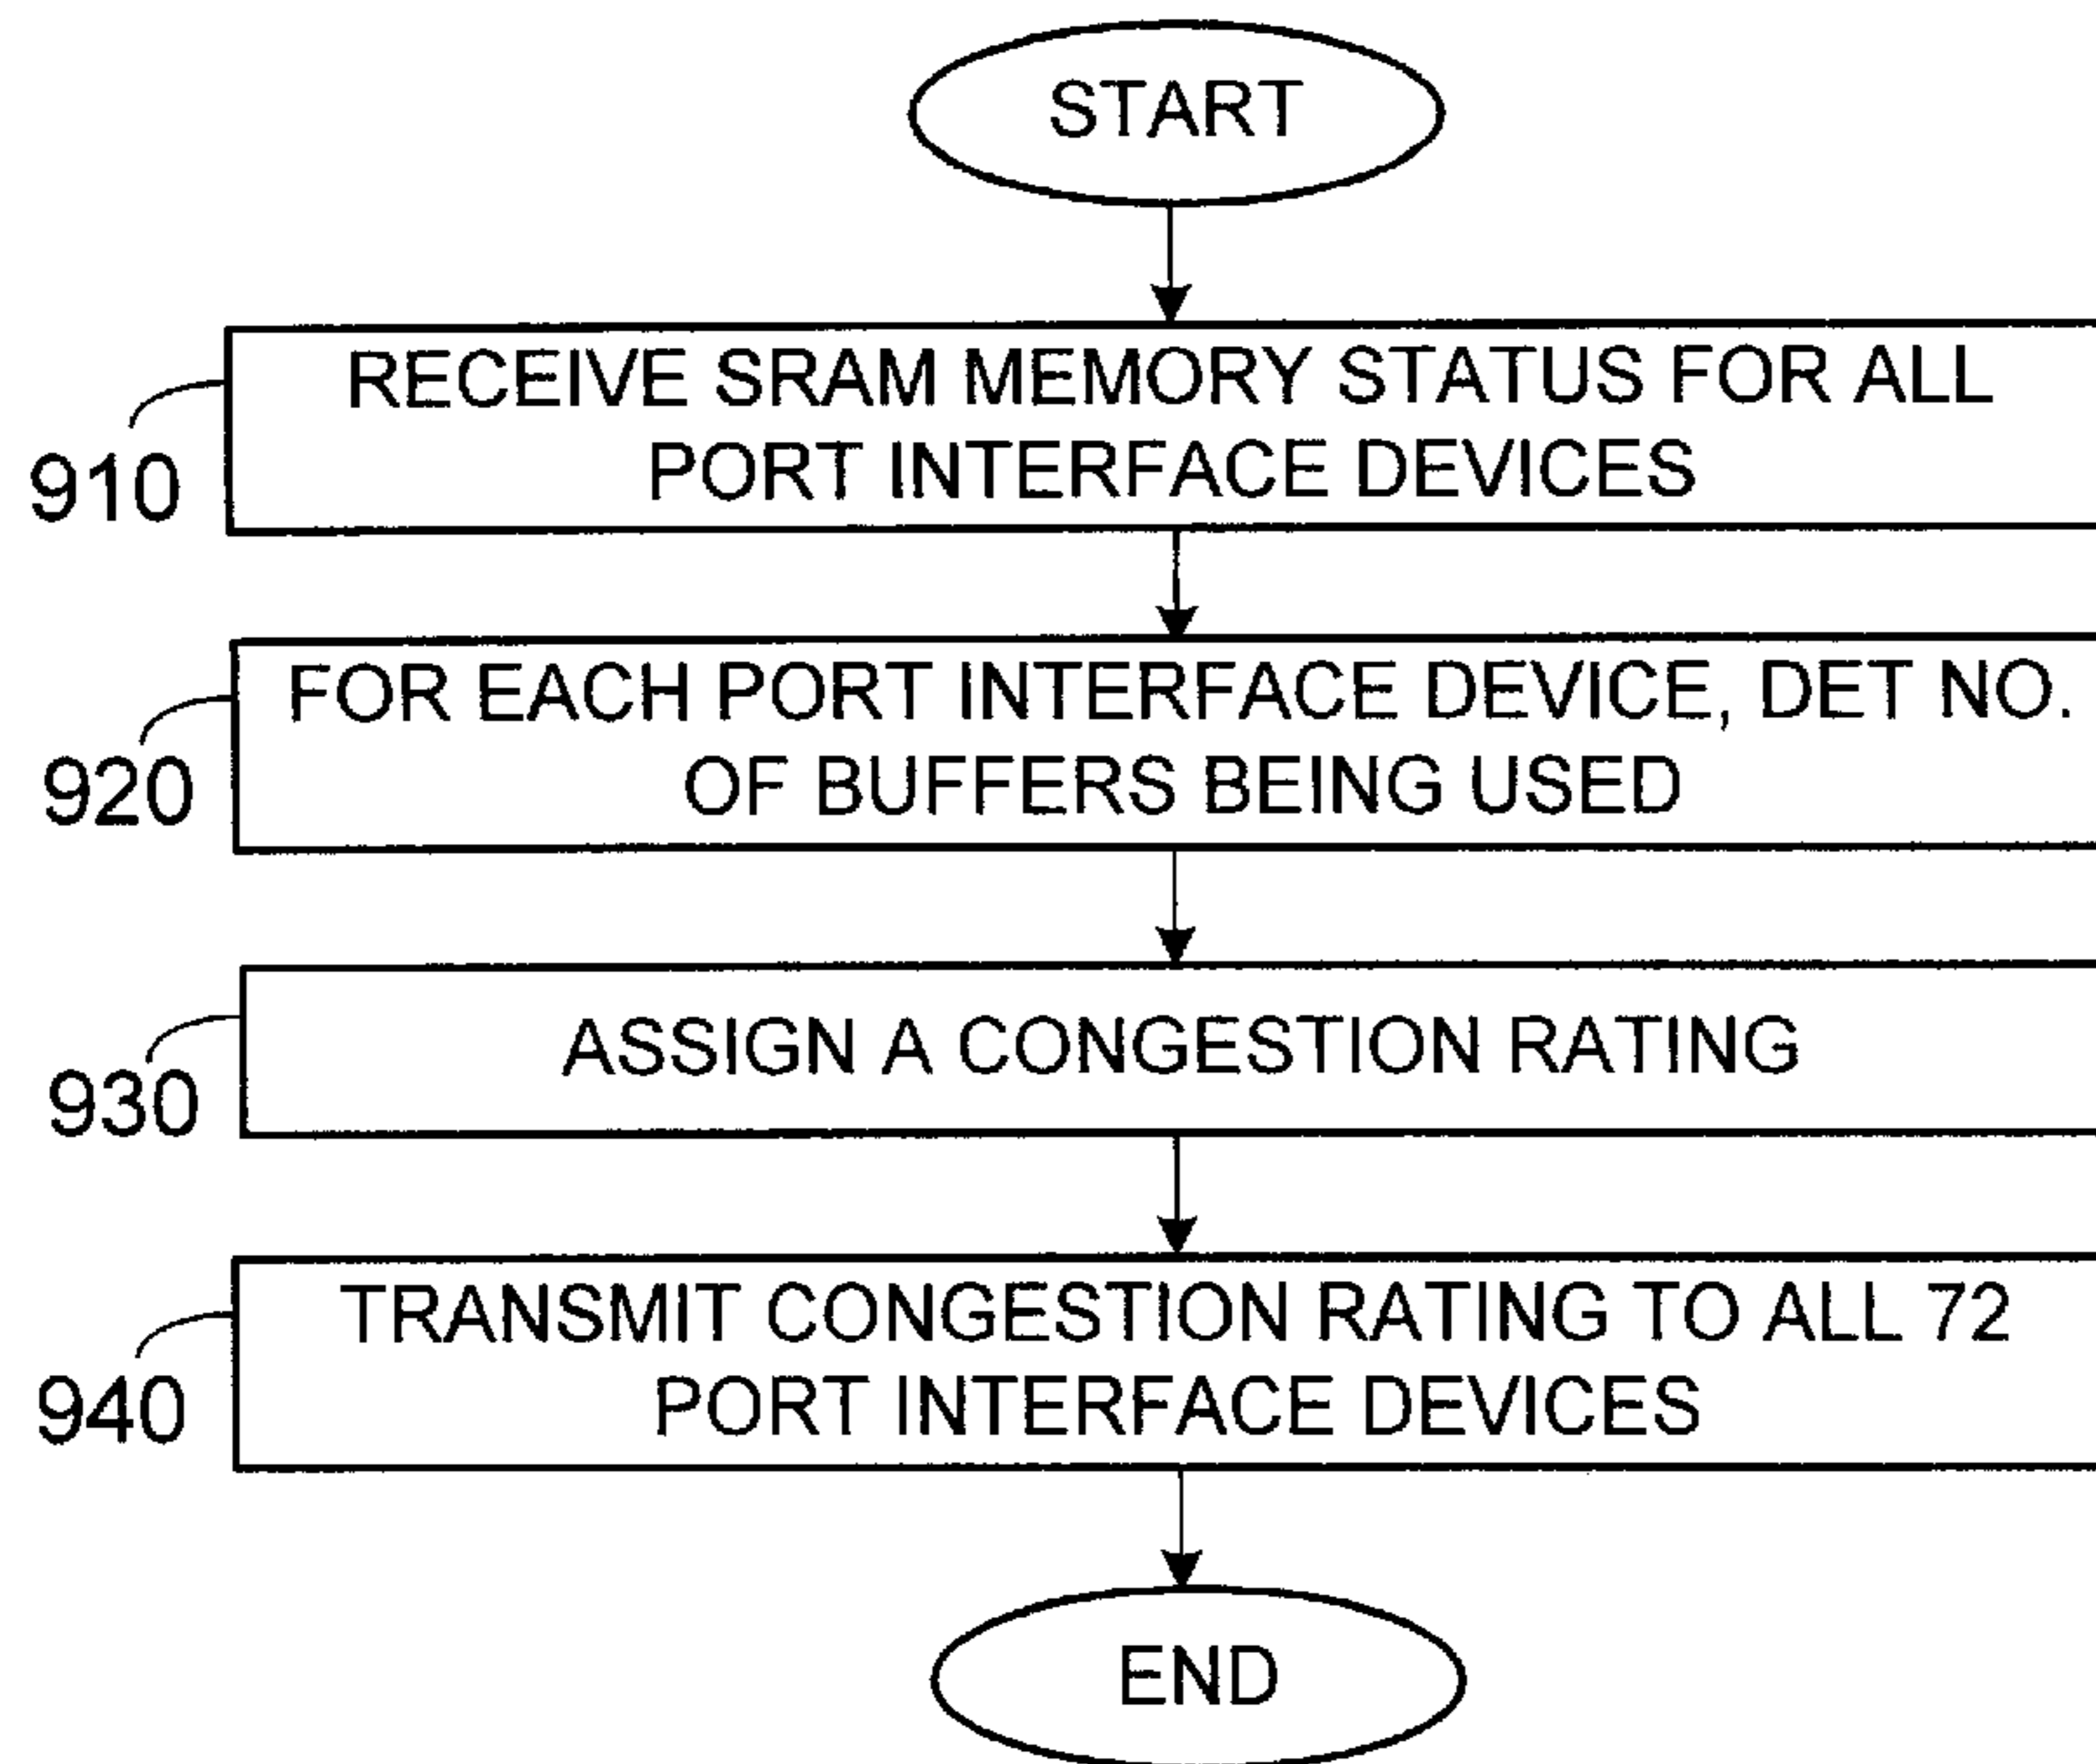 START
RECEIVE SRAM MEMORY STATUS FOR ALL
PORT INTERFACE DEVICES
910
FOR EACH PORT INTERFACE DEVICE, DET NO.
OF BUFFERS BEING USED
920
ASSIGN A CONGESTION RATING
930
TRANSMIT CONGESTION RATING TO ALL 72
PORT INTERFACE DEVICES
940
END